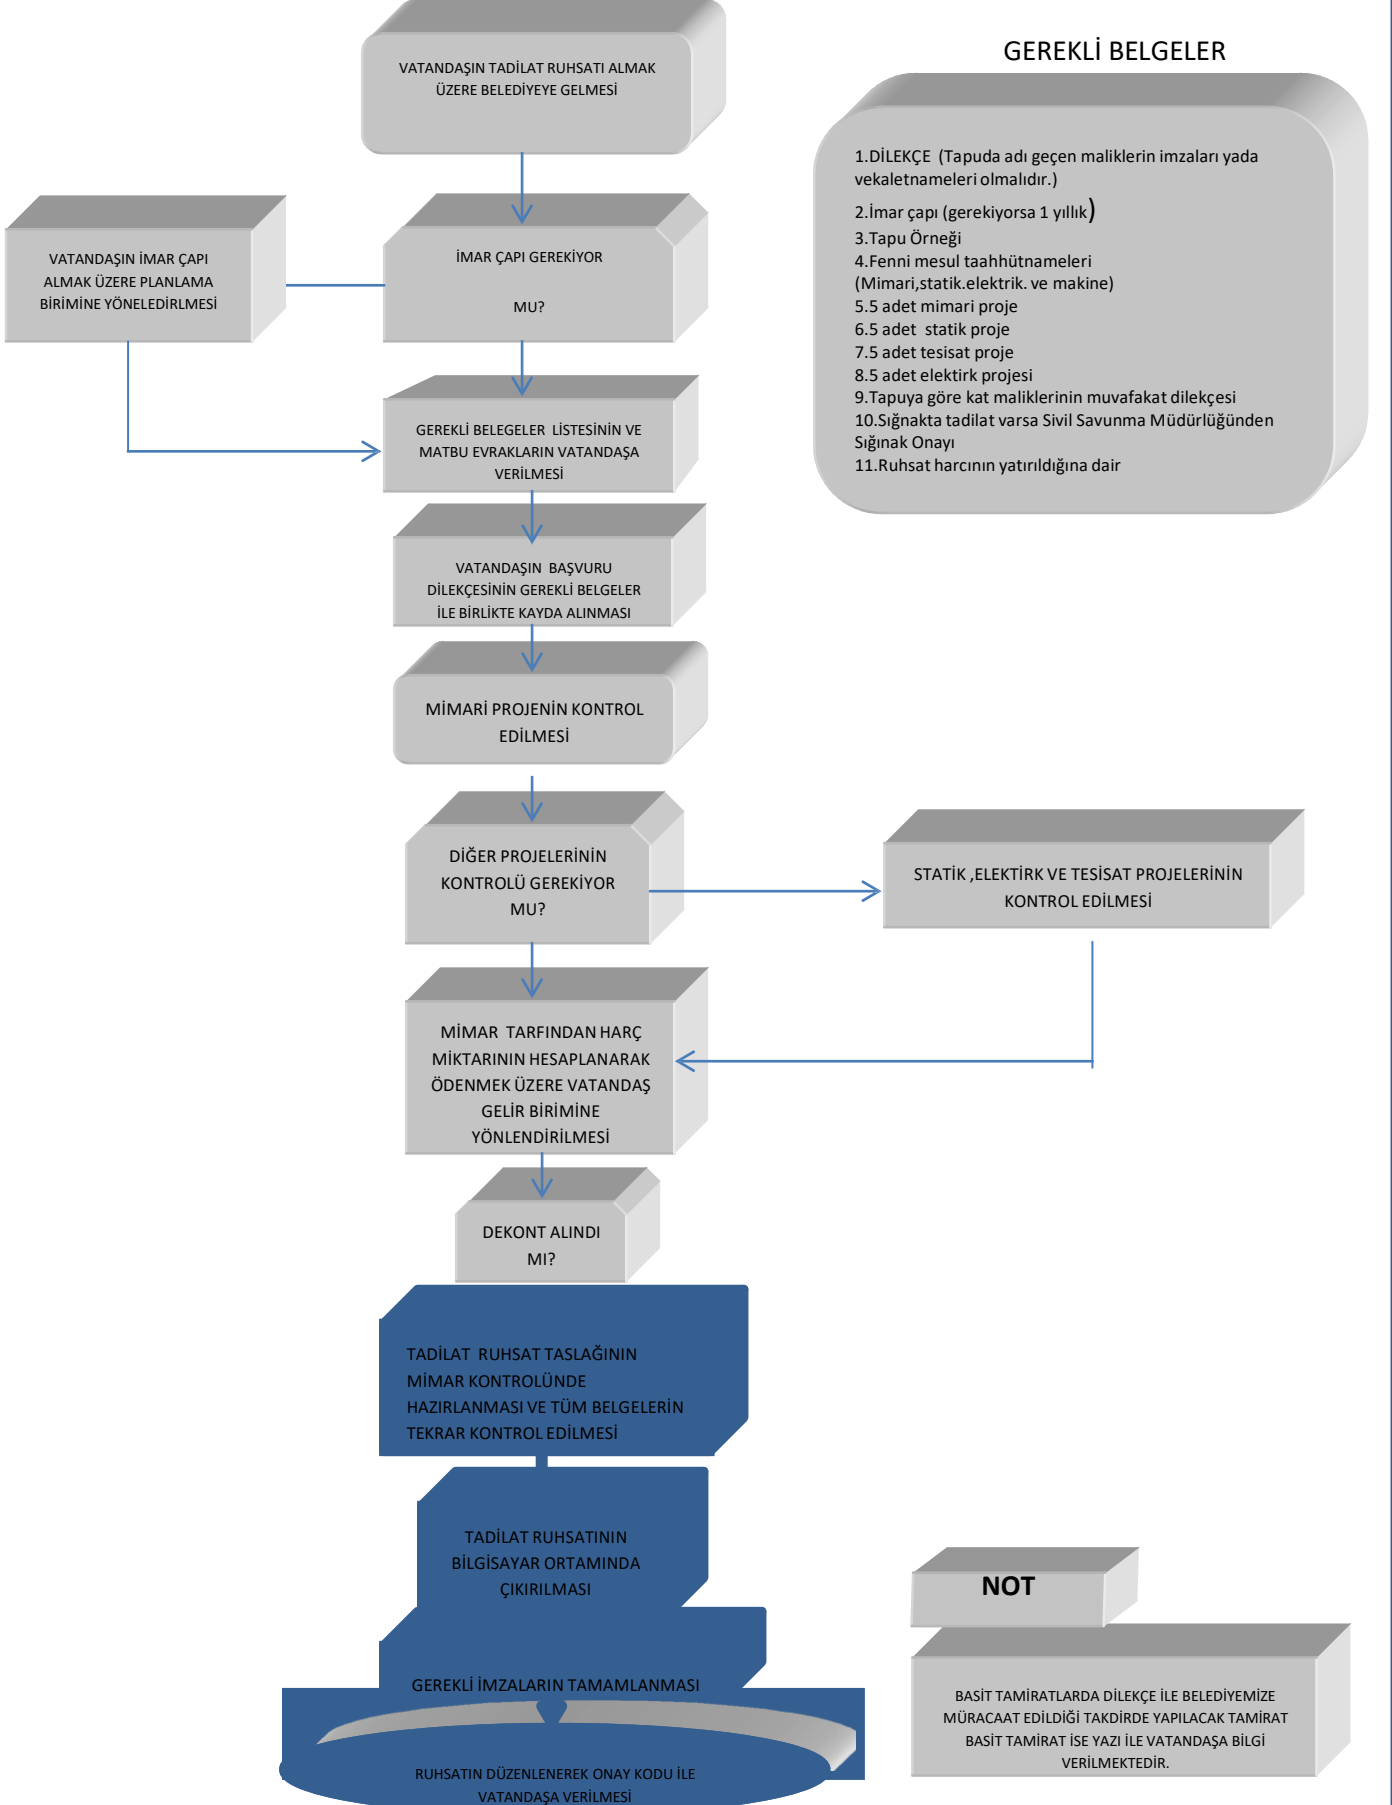 VATANDAŞIN TADİLAT RUHSATI ALMAK
ÜZERE BELEDİYEYE GELMESİ
GEREKLİ BELGELER
1.DİLEKÇE (Tapuda adı geçen maliklerin imzaları yada
vekaletnameleri olmalıdır.)
2.İmar çapı (gerekiyorsa 1 yıllık)
3.Tapu Örneği
4.Fenni mesul taahhütnameleri
(Mimari,statik.elektrik. ve makine)
5.5 adet mimari proje
6.5 adet statik proje
7.5 adet tesisat proje
8.5 adet elektirk projesi
9.Tapuya göre kat maliklerinin muvafakat dilekçesi
10.Sığnakta tadilat varsa Sivil Savunma Müdürlüğünden
Sığınak Onayı
11.Ruhsat harcının yatırıldığına dair
VATANDAŞIN İMAR ÇAPI
ALMAK ÜZERE PLANLAMA
BİRİMİNE YÖNELEDİRLMESİ
İMAR ÇAPI GEREKİYOR
MU?
GEREKLİ BELEGELER LİSTESİNİN VE
MATBU EVRAKLARIN VATANDAŞA
VERİLMESİ
VATANDAŞIN BAŞVURU
DİLEKÇESİNİN GEREKLİ BELGELER
İLE BİRLİKTE KAYDA ALINMASI
MİMARİ PROJENİN KONTROL
EDİLMESİ
DİĞER PROJELERİNİN
KONTROLÜ GEREKİYOR
MU?
STATİK ,ELEKTİRK VE TESİSAT PROJELERİNİN
KONTROL EDİLMESİ
MİMAR TARFINDAN HARÇ
MİKTARININ HESAPLANARAK
ÖDENMEK ÜZERE VATANDAŞ
GELİR BİRİMİNE
YÖNLENDİRİLMESİ
DEKONT ALINDI
MI?
TADİLAT RUHSAT TASLAĞININ
MİMAR KONTROLÜNDE
HAZIRLANMASI VE TÜM BELGELERİN
TEKRAR KONTROL EDİLMESİ
TADİLAT RUHSATININ
BİLGİSAYAR ORTAMINDA
ÇIKIRILMASI
GEREKLİ İMZALARIN TAMAMLANMASI
RUHSATIN DÜZENLENEREK ONAY KODU İLE
VATANDAŞA VERİLMESİ
NOT
BASİT TAMİRATLARDA DİLEKÇE İLE BELEDİYEMİZE
MÜRACAAT EDİLDİĞİ TAKDİRDE YAPILACAK TAMİRAT
BASİT TAMİRAT İSE YAZI İLE VATANDAŞA BİLGİ
VERİLMEKTEDİR.